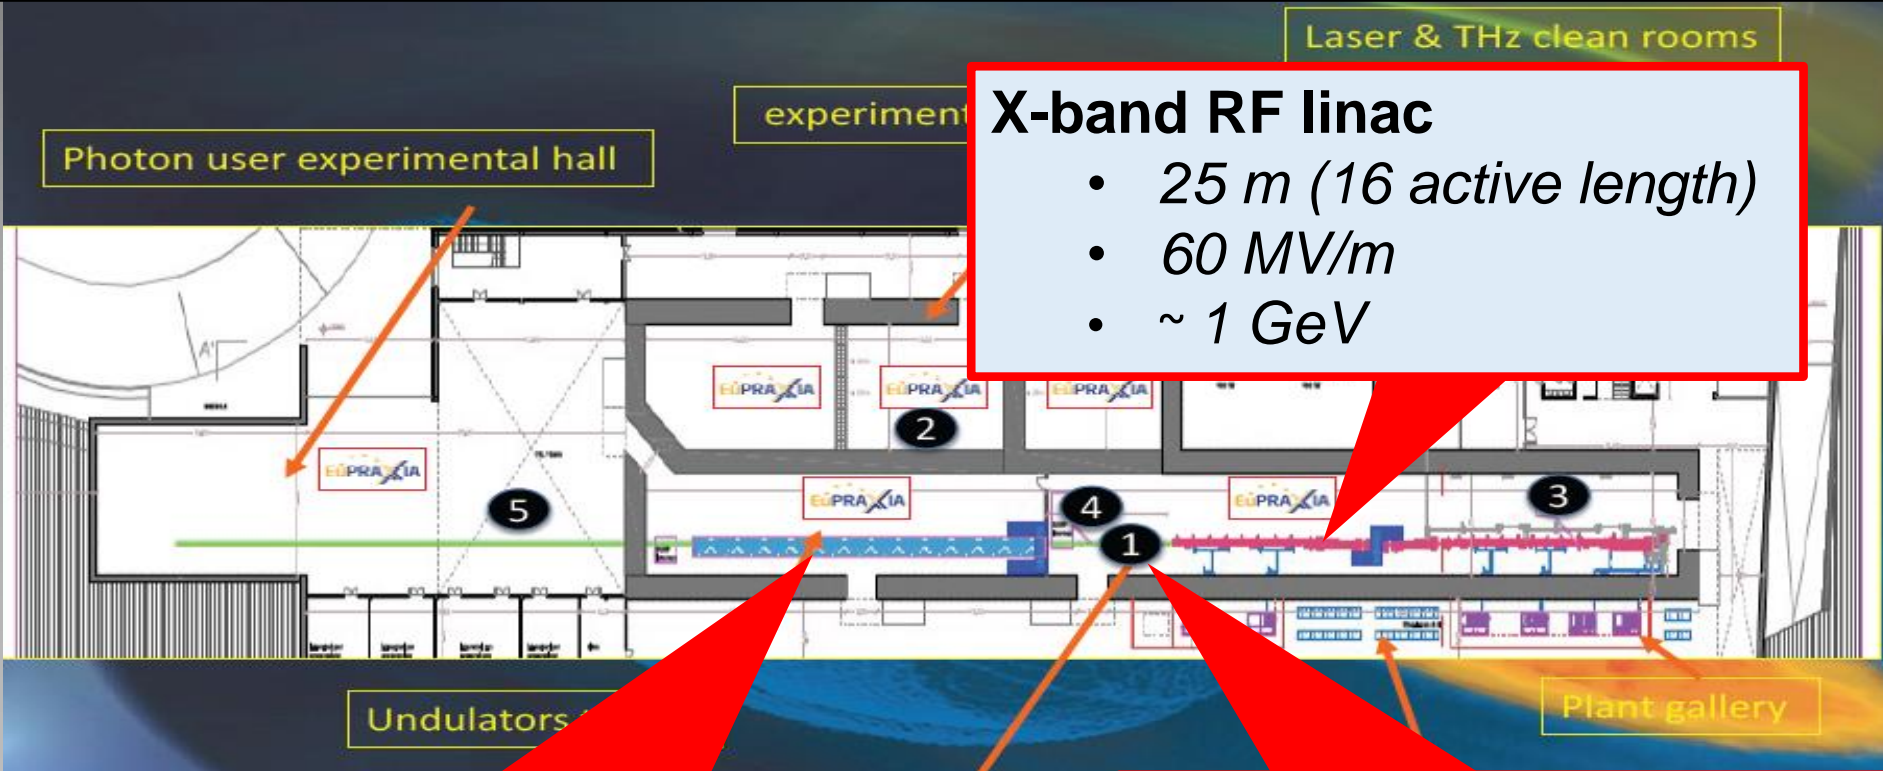 Laser & THz clean rooms
experiment
Photon user experimental hall
X-band RF linac
• 25 m (16 active length)
• 60 MV/m
• ~ 1 GeV
A'
EuPRAXIA
EuPRAXIA
EuPRAXIA
2
EuPRAXIA
EuPRAXIA
EuPRAXIA
5
4
3
1
Undulators
Plant gallery